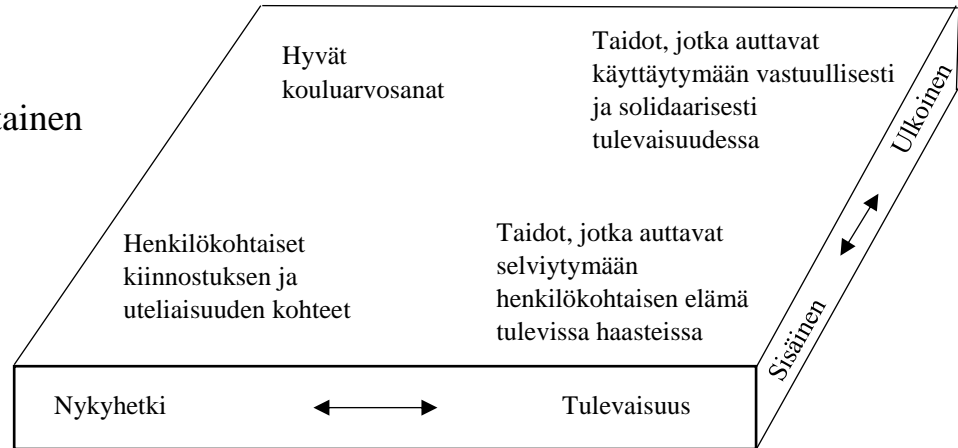 Hyvät
kouluarvosanat
Taidot, jotka auttavat
käyttäytymään vastuullisesti
ja solidaarisesti
tulevaisuudessa
tainen
Ulkoinen
Henkilökohtaiset
kiinnostuksen ja
uteliaisuuden kohteet
Taidot, jotka auttavat
selviytymään
henkilökohtaisen elämä
tulevissa haasteissa
Sisäinen
Nykyhetki
Tulevaisuus